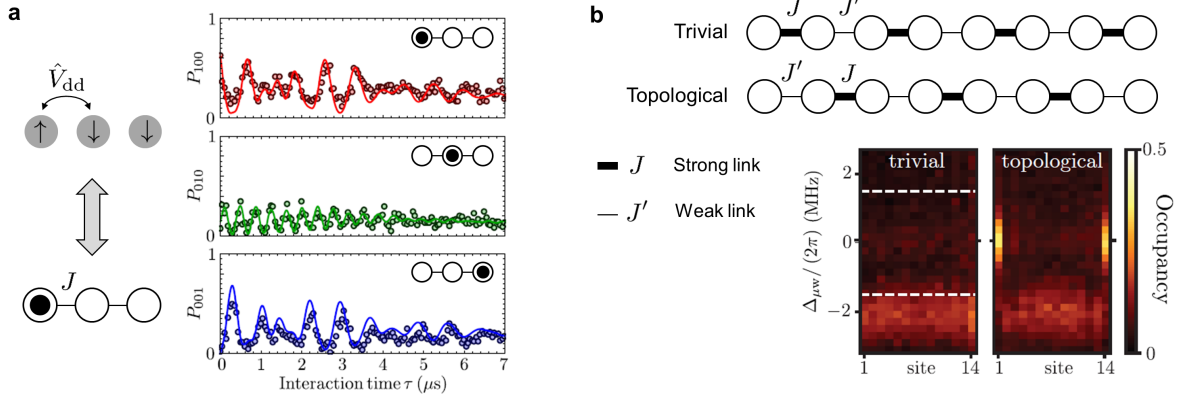 a
V̂dd
↑ ↓ ↓
J
1
P100
0
1
P010
0
1
P001
0
0 1 2 3 4 5 6 7
Interaction time τ (μs)
b
J J′
Trivial
J′ J
Topological
J Strong link
J′ Weak link
trivial topological
2
0
−2
Δμw/(2π) (MHz)
1 site 14 1 site 14
0.5
0
Occupancy